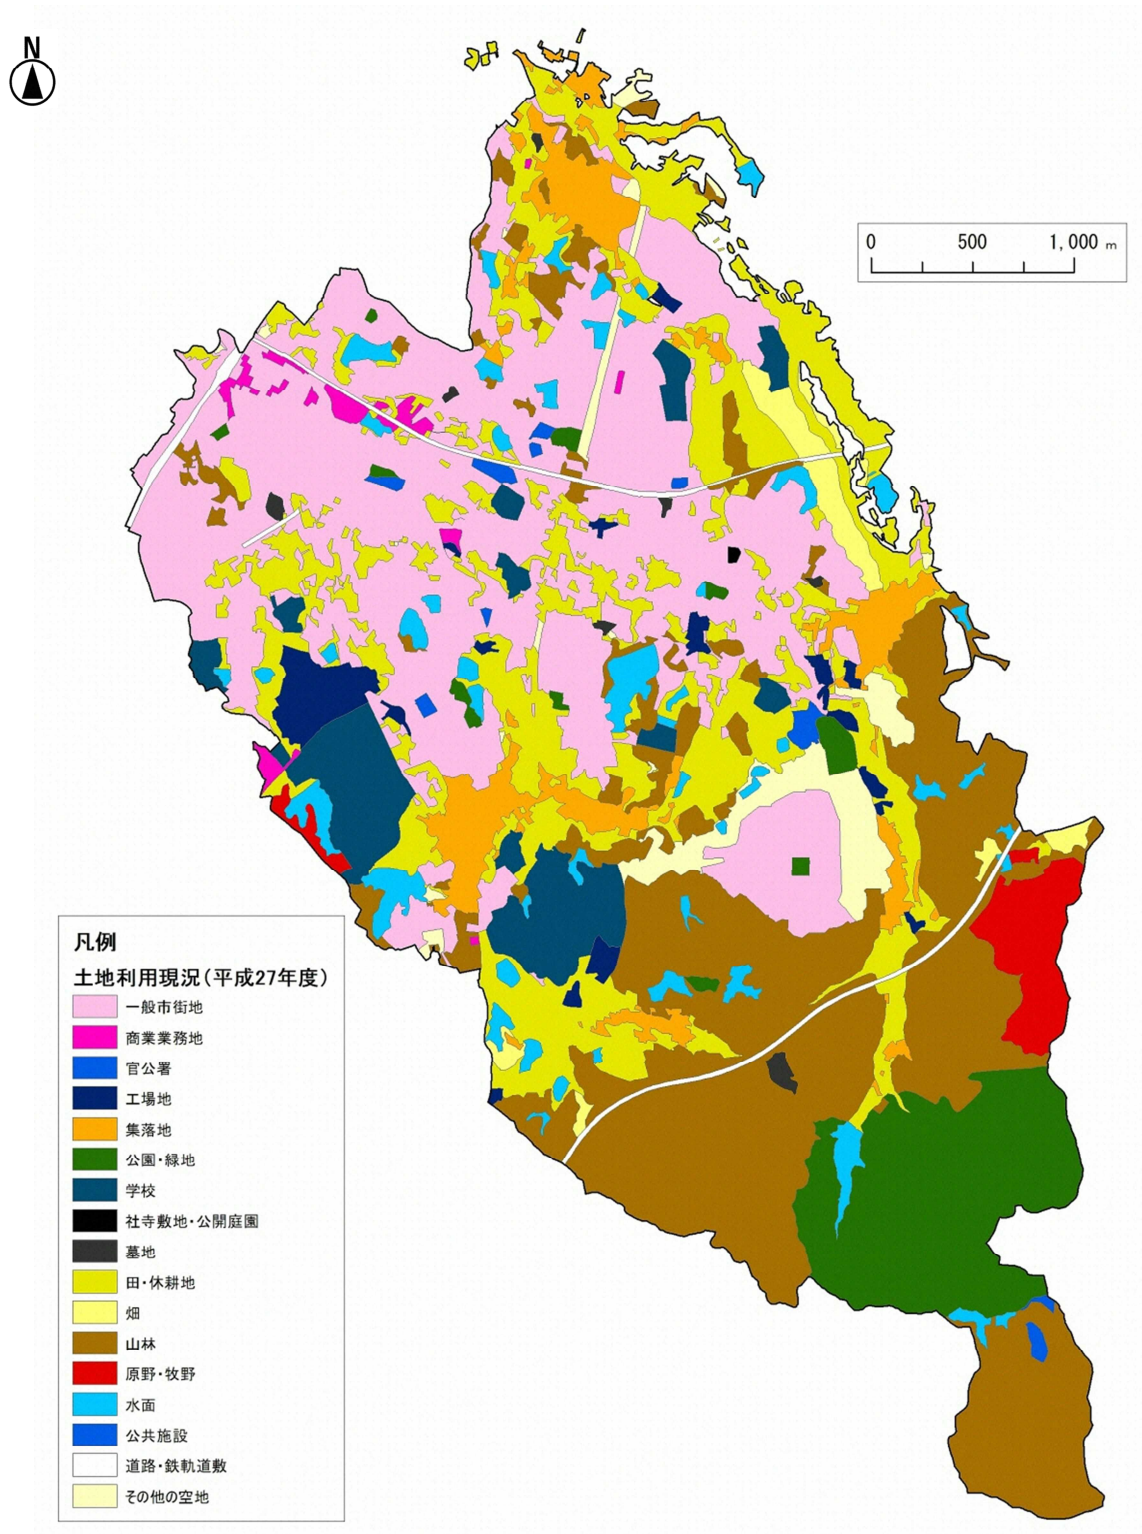 N
0 500 1,000 m
凡例
土地利用現況(平成27年度)
一般市街地
商業業務地
官公署
工場地
集落地
公園・緑地
学校
社寺敷地・公開庭園
墓地
田・休耕地
畑
山林
原野・牧野
水面
公共施設
道路・鉄軌道敷
その他の空地